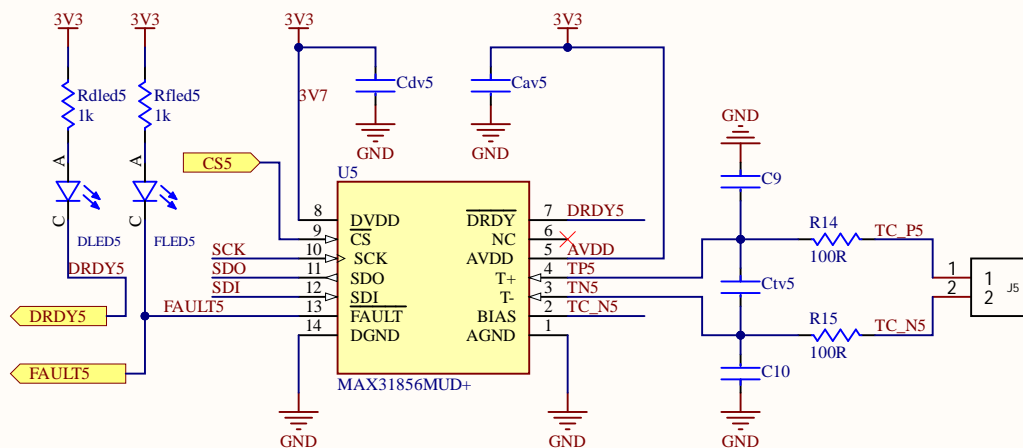 3V3
3V3
3V3
3V3
Rdled5
1k
Rfled5
1k
3V7
Cdv5
Cav5
GND
GND
GND
A
A
C
C
DLED5
FLED5
CS5
U5
C9
8
DVDD
DRDY
7
DRDY5
9
CS
NC
6
SCK
10
SCK
AVDD
5
AVDD
SDO
11
SDO
T+
4
TP5
SDI
12
SDI
T-
3
TN5
FAULT5
13
FAULT
BIAS
2
TC_N5
14
DGND
AGND
1
MAX31856MUD+
DRDY5
DRDY5
FAULT5
R14
100R
TC_P5
Ctv5
R15
100R
TC_N5
C10
1
2
1
2
J5
GND
GND
GND